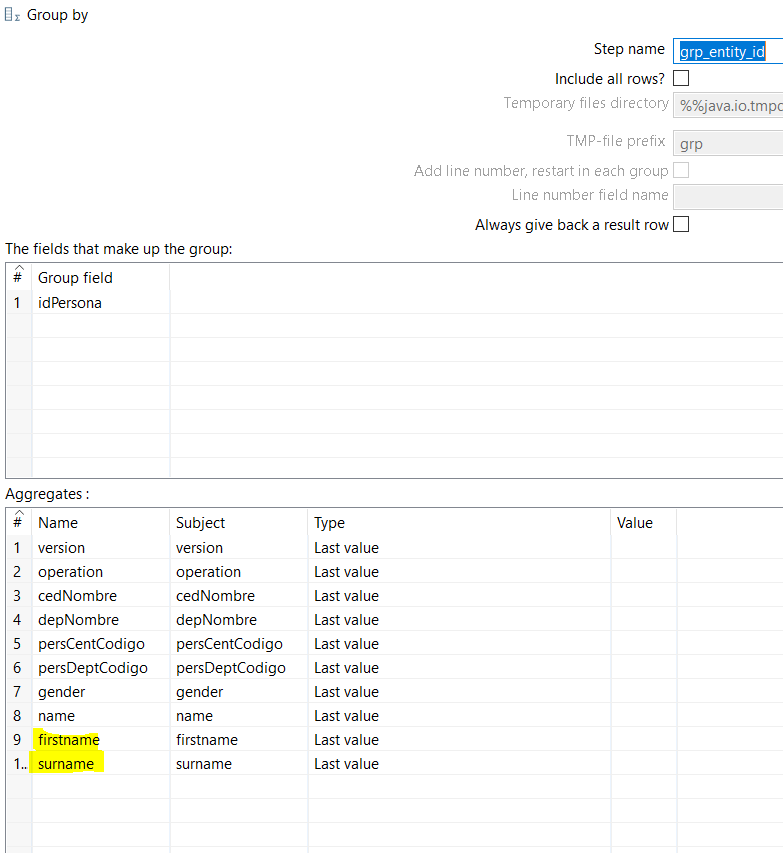 Group by
Step name grp_entity_id
Include all rows?
Temporary files directory %%java.io.tmpd
TMP-file prefix grp
Add line number, restart in each group
Line number field name
Always give back a result row
The fields that make up the group:
# Group field
1 idPersona
Aggregates :
# Name Subject Type Value
1 version version Last value
2 operation operation Last value
3 cedNombre cedNombre Last value
4 depNombre depNombre Last value
5 persCentCodigo persCentCodigo Last value
6 persDeptCodigo persDeptCodigo Last value
7 gender gender Last value
8 name name Last value
9 firstname firstname Last value
1.. surname surname Last value